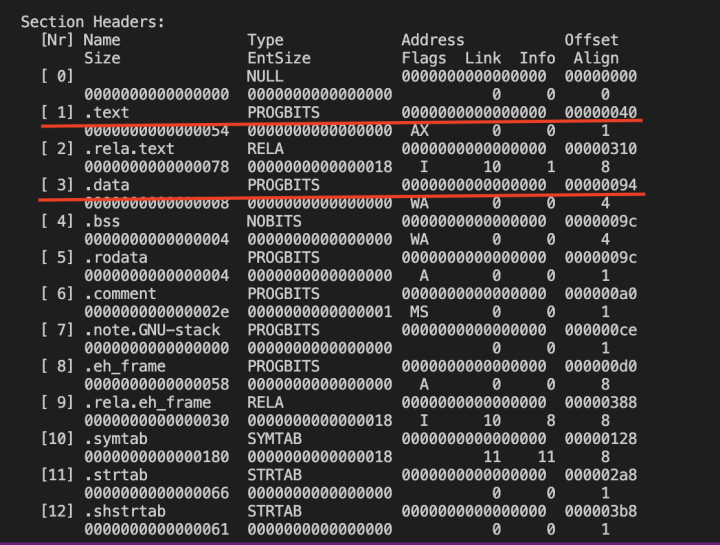 Section Headers:
[Nr] Name Type Address Offset
Size EntSize Flags Link Info Align
[ 0] NULL 0000000000000000 00000000
0000000000000000 0000000000000000 0 0 0
[ 1] .text PROGBITS 0000000000000000 00000040
0000000000000054 0000000000000000 AX 0 0 1
[ 2] .rela.text RELA 0000000000000000 00000310
0000000000000078 0000000000000018 I 10 1 8
[ 3] .data PROGBITS 0000000000000000 00000094
0000000000000008 0000000000000000 WA 0 0 4
[ 4] .bss NOBITS 0000000000000000 0000009c
0000000000000004 0000000000000000 WA 0 0 4
[ 5] .rodata PROGBITS 0000000000000000 0000009c
0000000000000004 0000000000000000 A 0 0 1
[ 6] .comment PROGBITS 0000000000000000 000000a0
000000000000002e 0000000000000001 MS 0 0 1
[ 7] .note.GNU-stack PROGBITS 0000000000000000 000000ce
0000000000000000 0000000000000000 0 0 1
[ 8] .eh_frame PROGBITS 0000000000000000 000000d0
0000000000000058 0000000000000000 A 0 0 8
[ 9] .rela.eh_frame RELA 0000000000000000 00000388
0000000000000030 0000000000000018 I 10 8 8
[10] .symtab SYMTAB 0000000000000000 00000128
0000000000000180 0000000000000018 11 11 8
[11] .strtab STRTAB 0000000000000000 000002a8
0000000000000066 0000000000000000 0 0 1
[12] .shstrtab STRTAB 0000000000000000 000003b8
0000000000000061 0000000000000000 0 0 1